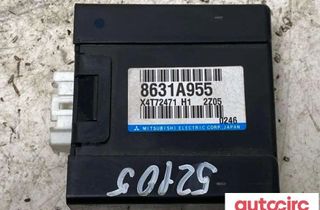 8631A955
X4T72471 H1 2Z05
0246
MITSUBISHI ELECTRIC CORP. JAPAN
52105
autocirc